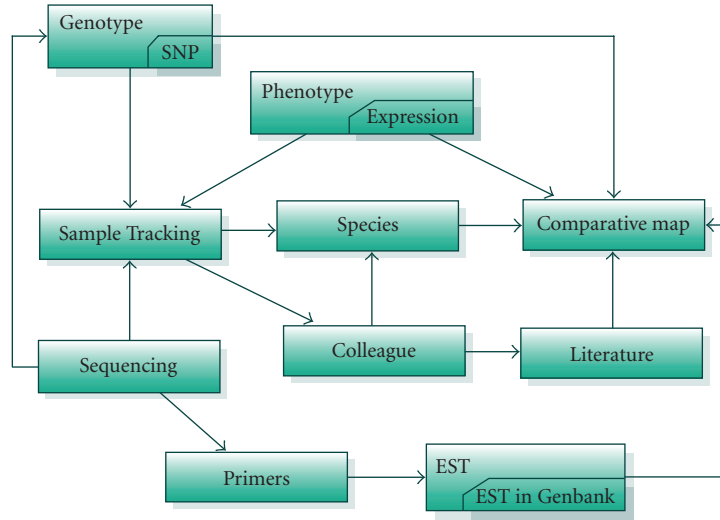 Genotype
SNP
Phenotype
Expression
Sample Tracking
Species
Comparative map
Sequencing
Colleague
Literature
Primers
EST
EST in Genbank